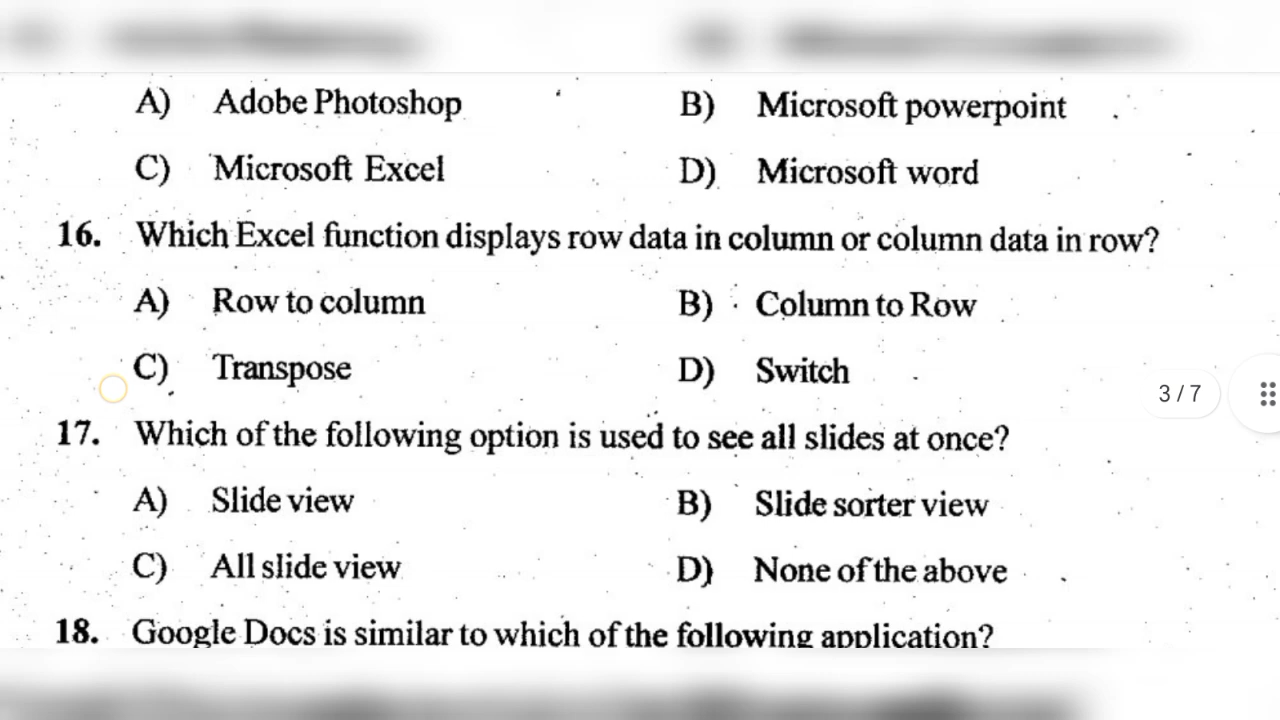 A) Adobe Photoshop B) Microsoft powerpoint
C) Microsoft Excel D) Microsoft word
16. Which Excel function displays row data in column or column data in row?
A) Row to column B) Column to Row
C) Transpose D) Switch
3 / 7
17. Which of the following option is used to see all slides at once?
A) Slide view B) Slide sorter view
C) All slide view D) None of the above
18. Google Docs is similar to which of the following application?